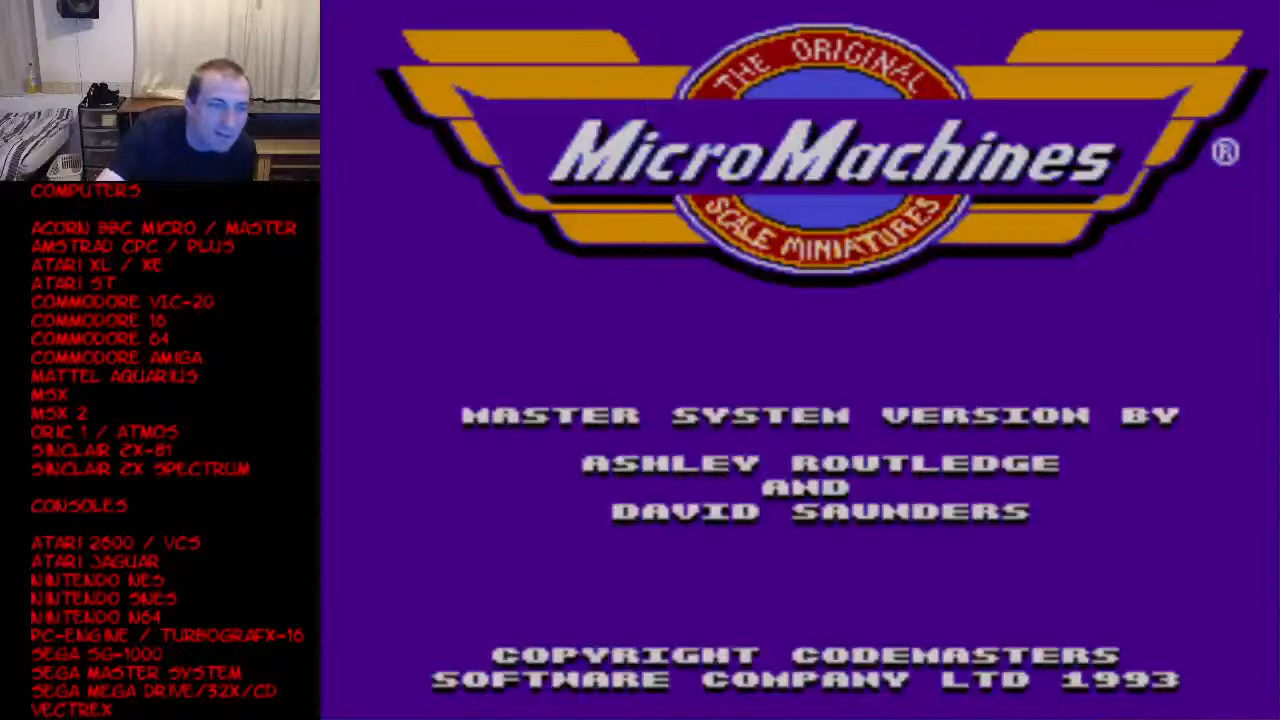 COMPUTERS
ACORN BBC MICRO / MASTER
AMSTRAD CPC / PLUS
ATARI XL / XE
ATARI ST
COMMODORE VIC-20
COMMODORE 16
COMMODORE 64
COMMODORE AMIGA
MATTEL AQUARIUS
MSX
MSX 2
ORIC 1 / ATMOS
SINCLAIR ZX-81
SINCLAIR ZX SPECTRUM
CONSOLES
ATARI 2600 / VCS
ATARI JAGUAR
NINTENDO NES
NINTENDO SNES
NINTENDO N64
PC-ENGINE / TURBOGRAFX-16
SEGA SG-1000
SEGA MASTER SYSTEM
SEGA MEGA DRIVE/32X/CD
VECTREX
THE ORIGINAL
MicroMachines ®
SCALE MINIATURES
MASTER SYSTEM VERSION BY
ASHLEY ROUTLEDGE
AND
DAVID SAUNDERS
COPYRIGHT CODEMASTERS
SOFTWARE COMPANY LTD 1993